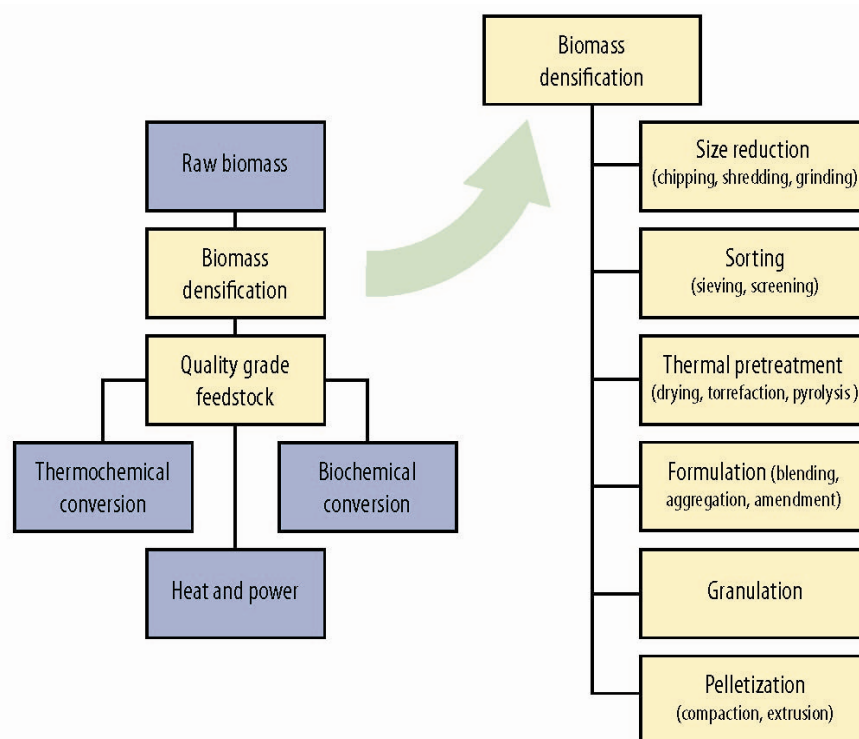 Raw biomass
Biomass
densification
Quality grade
feedstock
Thermochemical
conversion
Biochemical
conversion
Heat and power
Biomass
densification
Size reduction
(chipping, shredding, grinding)
Sorting
(sieving, screening)
Thermal pretreatment
(drying, torrefaction, pyrolysis )
Formulation (blending,
aggregation, amendment)
Granulation
Pelletization
(compaction, extrusion)